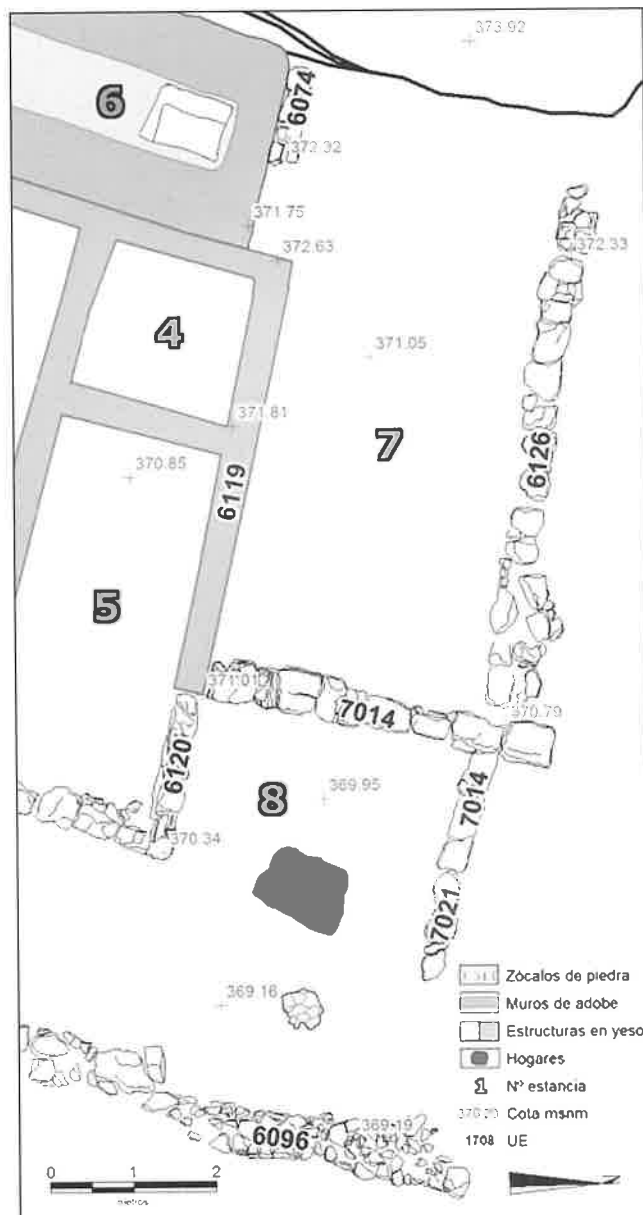 373.92
6
6074
372.32
371.75
372.63
372.33
4
371.05
371.81
7
6126
370.85
6119
5
371.01
7014
370.79
6120
8
369.95
7014
370.34
7021
369.16
Zócalos de piedra
Muros de adobe
Estructuras en yeso
Hogares
1 Nº estancia
Cota msnm
1708 UE
369.19
6096
0 1 2
metros
N